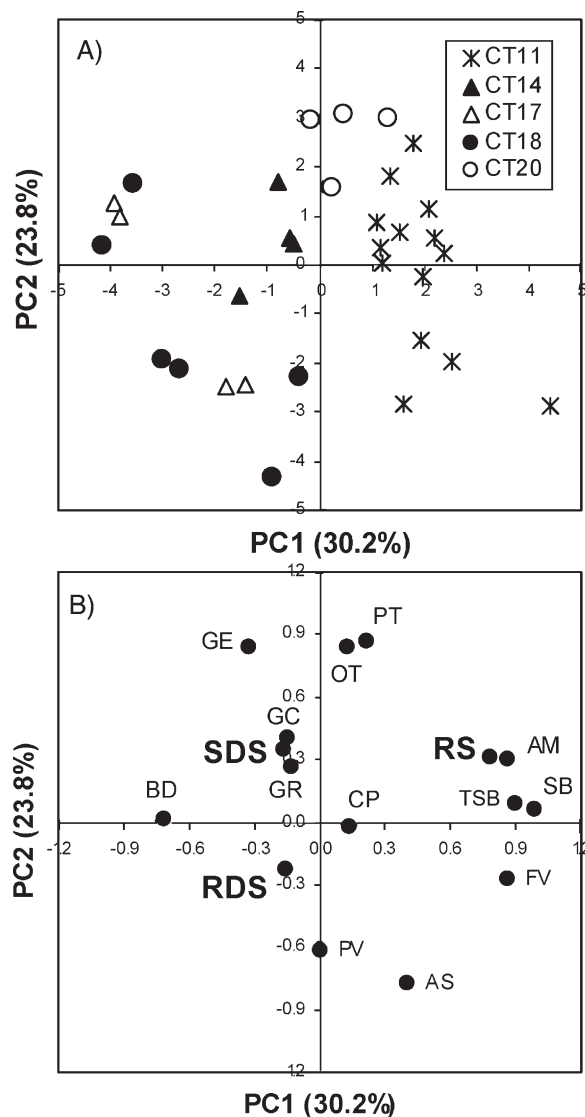 A)
5
4
3
2
1
0
-1
-2
-3
-4
-5
-5 -4 -3 -2 -1 0 1 2 3 4 5
CT11
CT14
CT17
CT18
CT20
PC2 (23.8%)
PC1 (30.2%)
B)
1.2
0.9
0.6
0.3
0.0
-0.3
-0.6
-0.9
-1.2
-1.2 -0.9 -0.6 -0.3 0.0 0.3 0.6 0.9 1.2
GE
PT
OT
GC
SDS
RS
AM
BD
GR
CP
TSB
SB
RDS
FV
PV
AS
PC2 (23.8%)
PC1 (30.2%)